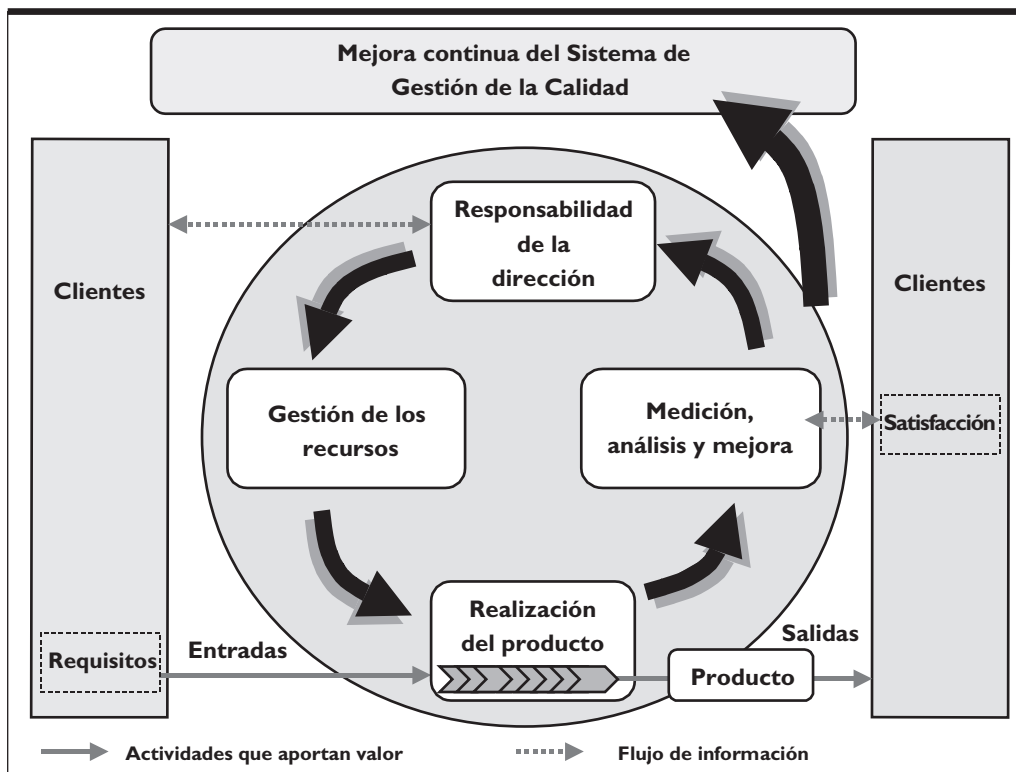 Mejora continua del Sistema de
Gestión de la Calidad
Responsabilidad
de la
dirección
Clientes
Clientes
Gestión de los
recursos
Medición,
análisis y mejora
Satisfacción
Realización
del producto
Requisitos
Entradas
Salidas
Producto
Actividades que aportan valor
Flujo de información